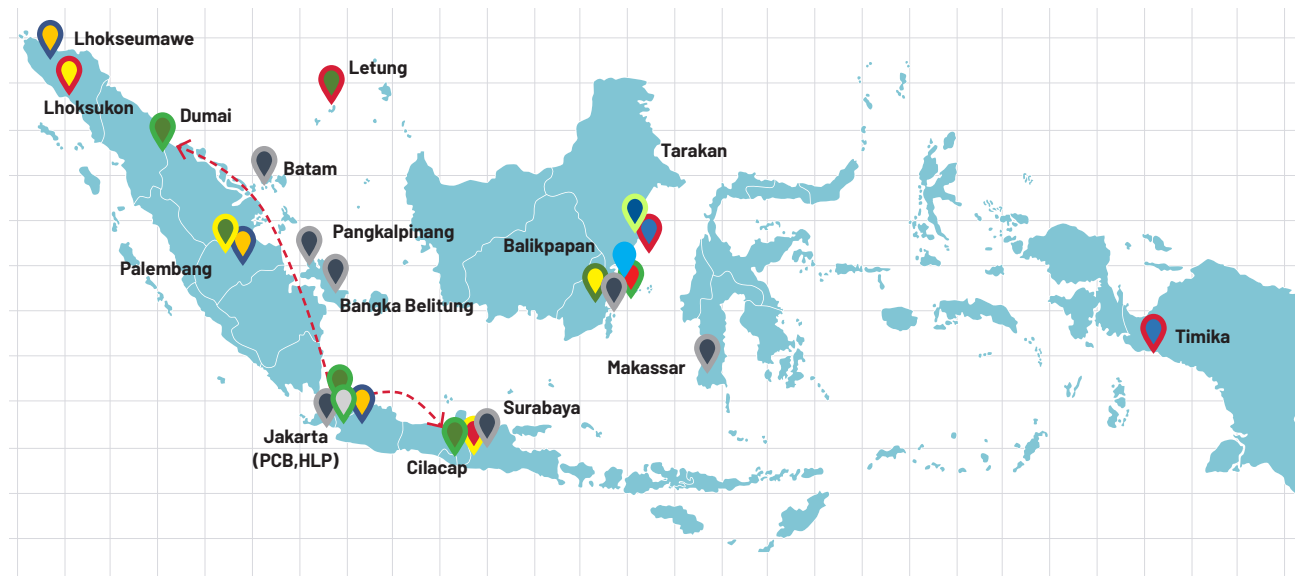 Lhokseumawe
Letung
Lhoksukon
Dumai
Tarakan
Batam
Pangkalpinang
Balikpapan
Palembang
Bangka Belitung
Timika
Makassar
Surabaya
Jakarta
(PCB,HLP)
Cilacap